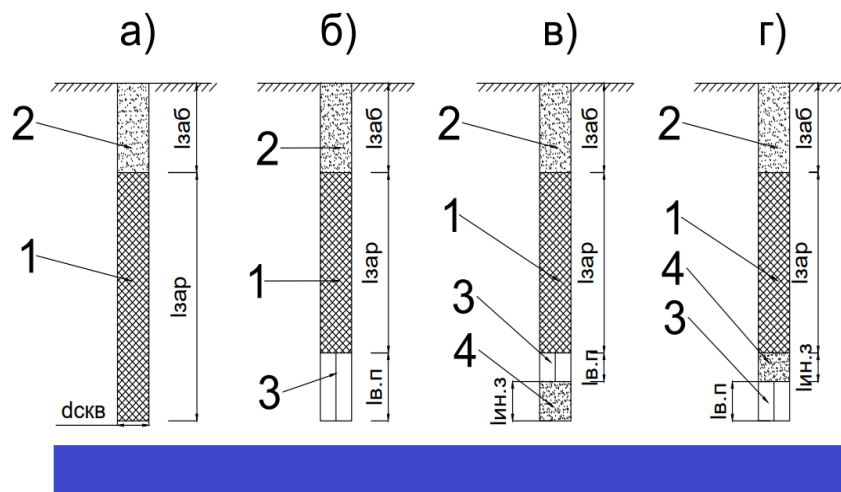 а) б) в) г)
2 lзаб 2 lзаб 2 lзаб 2 lзаб
1 lзар 1 lзар 1 lзар 1 lзар
3 4 3 4
dскв 3 lв.п lин.з lв.п lв.п lин.з